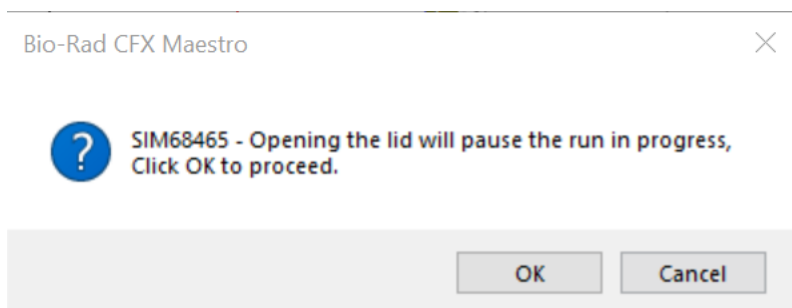 Bio-Rad CFX Maestro
SIM68465 - Opening the lid will pause the run in progress,
Click OK to proceed.
OK
Cancel